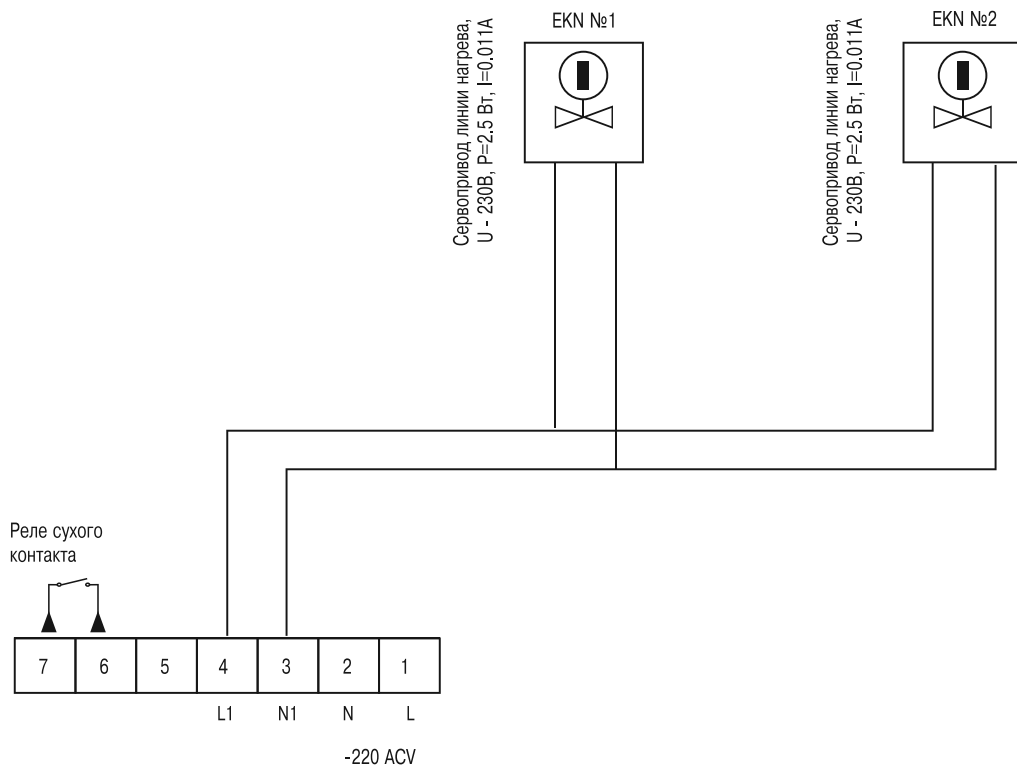 EKN №1
EKN №2
Сервопривод линии нагрева,
U - 230В, P=2.5 Вт, I=0.011A
Сервопривод линии нагрева,
U - 230В, P=2.5 Вт, I=0.011A
Реле сухого
контакта
7 6 5 4 3 2 1
L1 N1 N L
-220 ACV